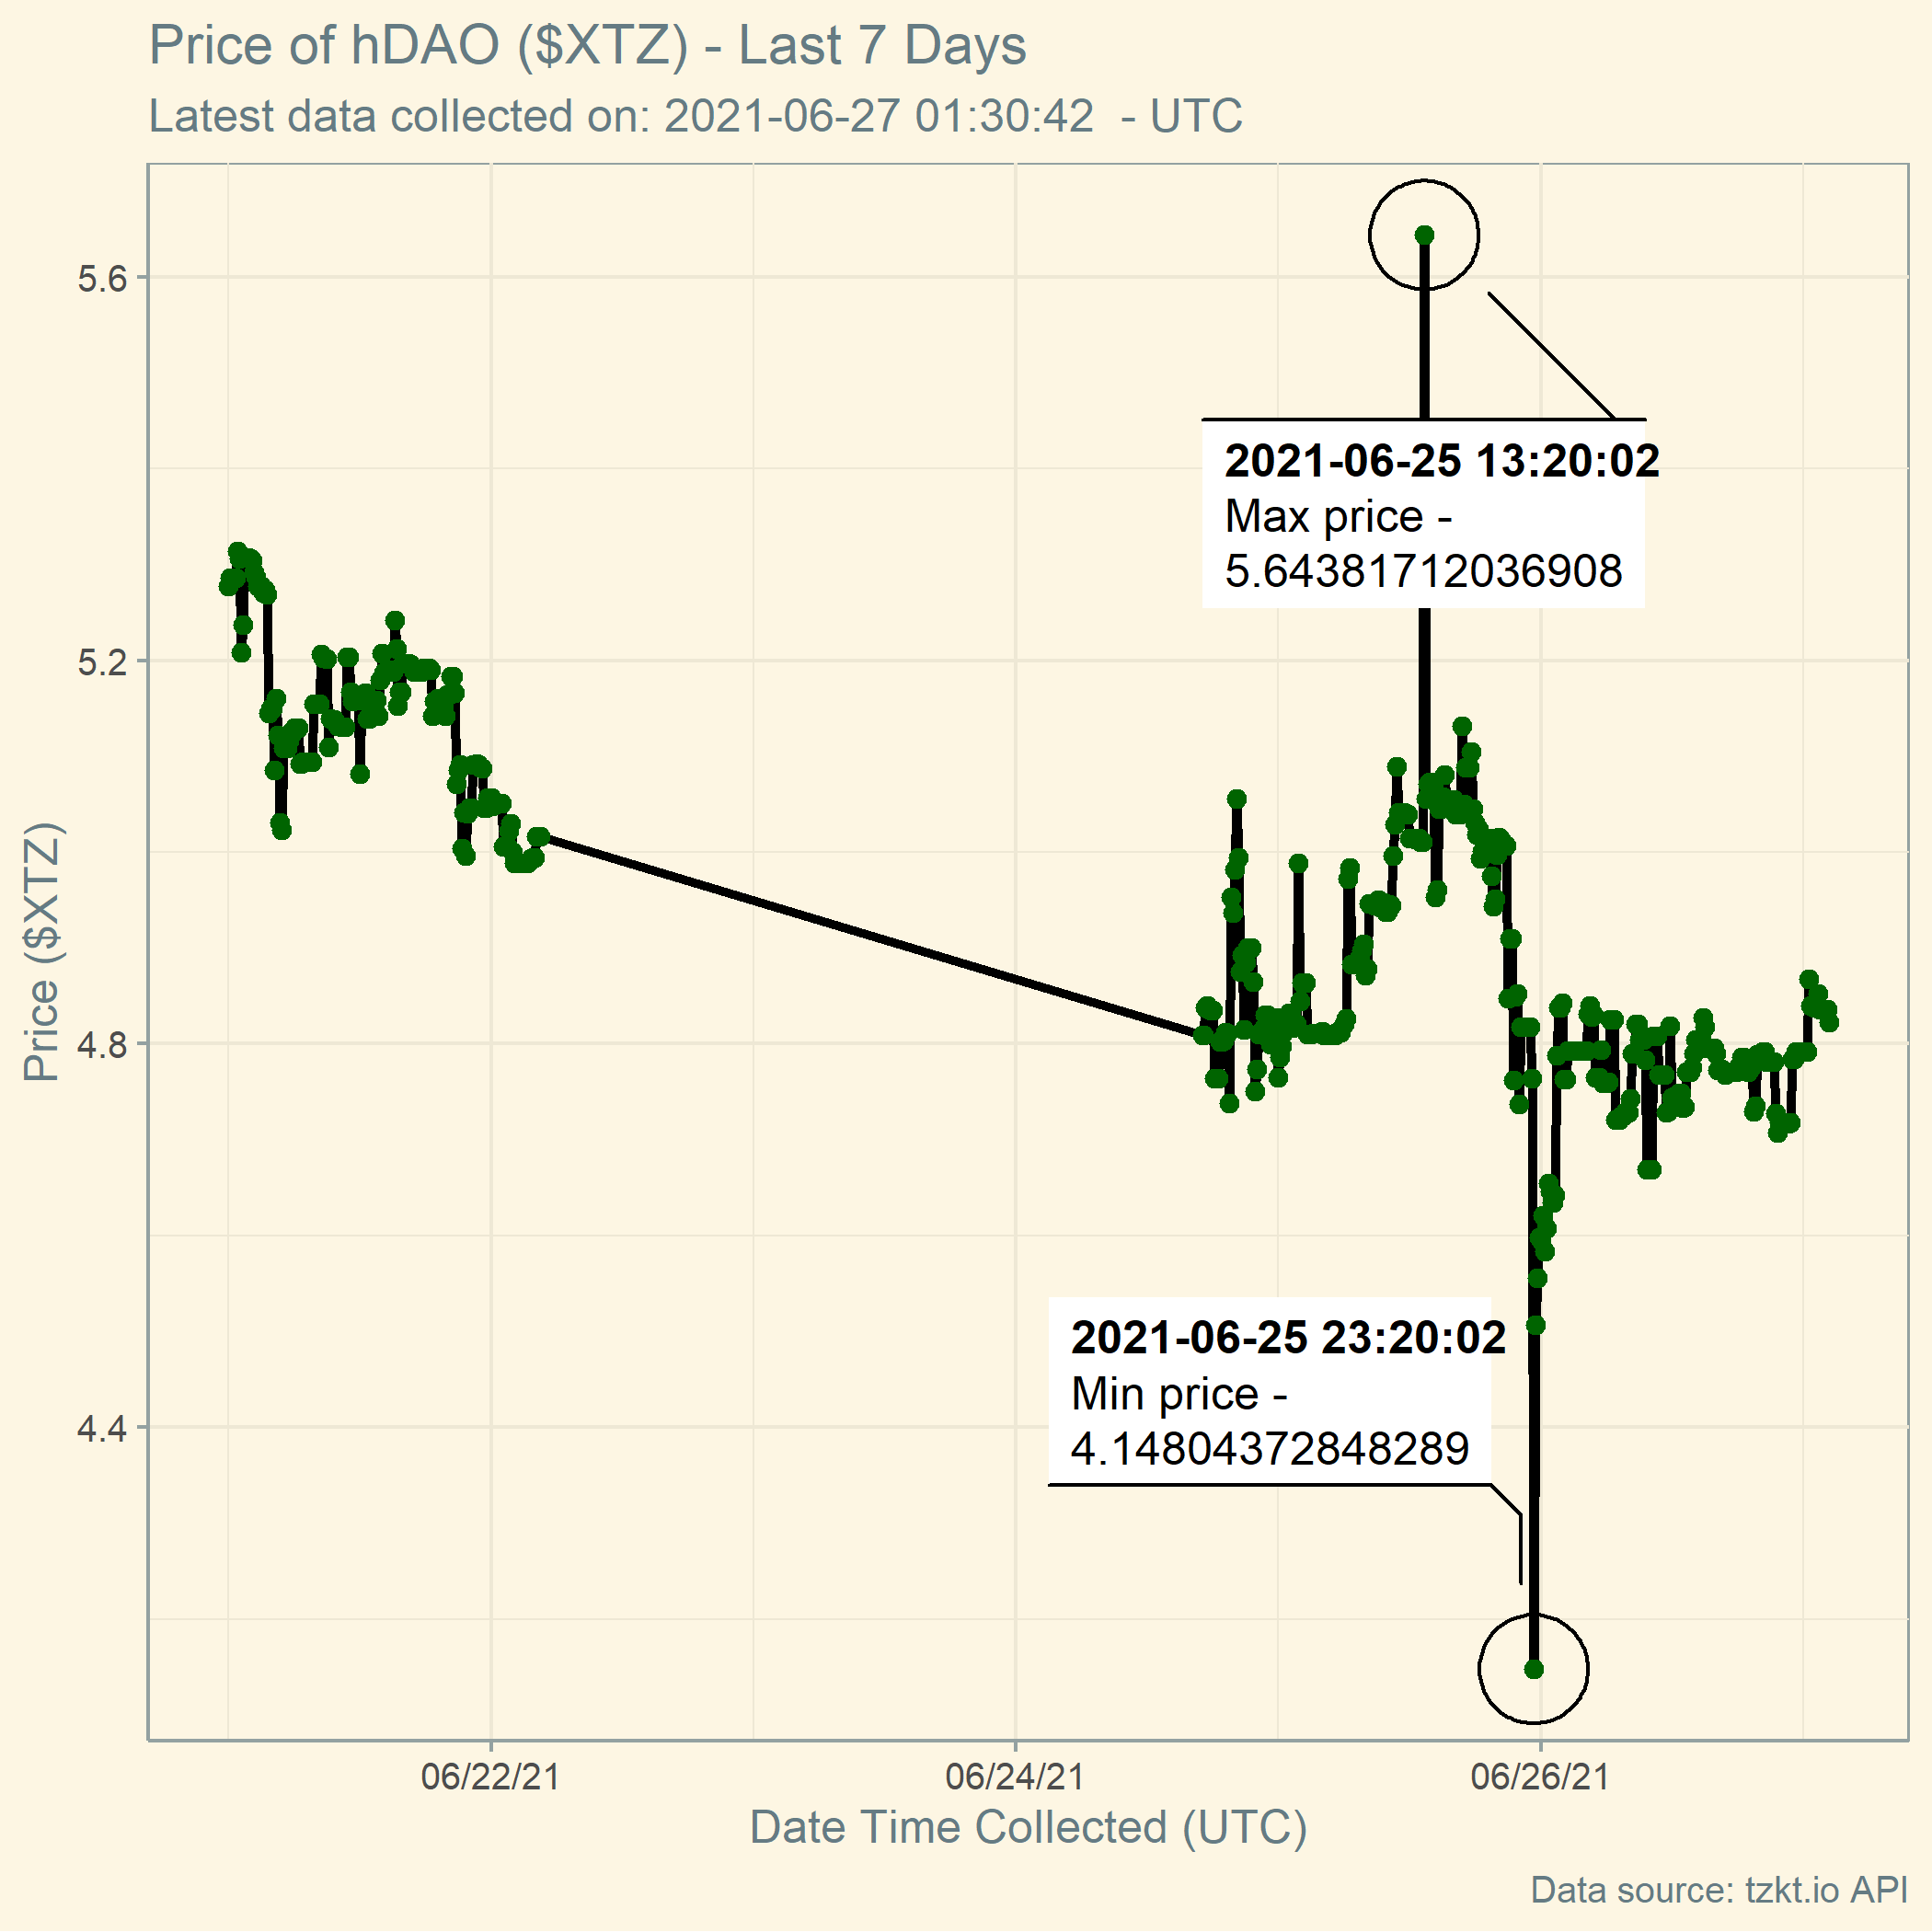 Price of hDAO ($XTZ) - Last 7 Days
Latest data collected on: 2021-06-27 01:30:42  - UTC
5.6
5.2
4.8
4.4
Price ($XTZ)
2021-06-25 13:20:02
Max price -
5.64381712036908
2021-06-25 23:20:02
Min price -
4.14804372848289
06/22/21
06/24/21
06/26/21
Date Time Collected (UTC)
Data source: tzkt.io API